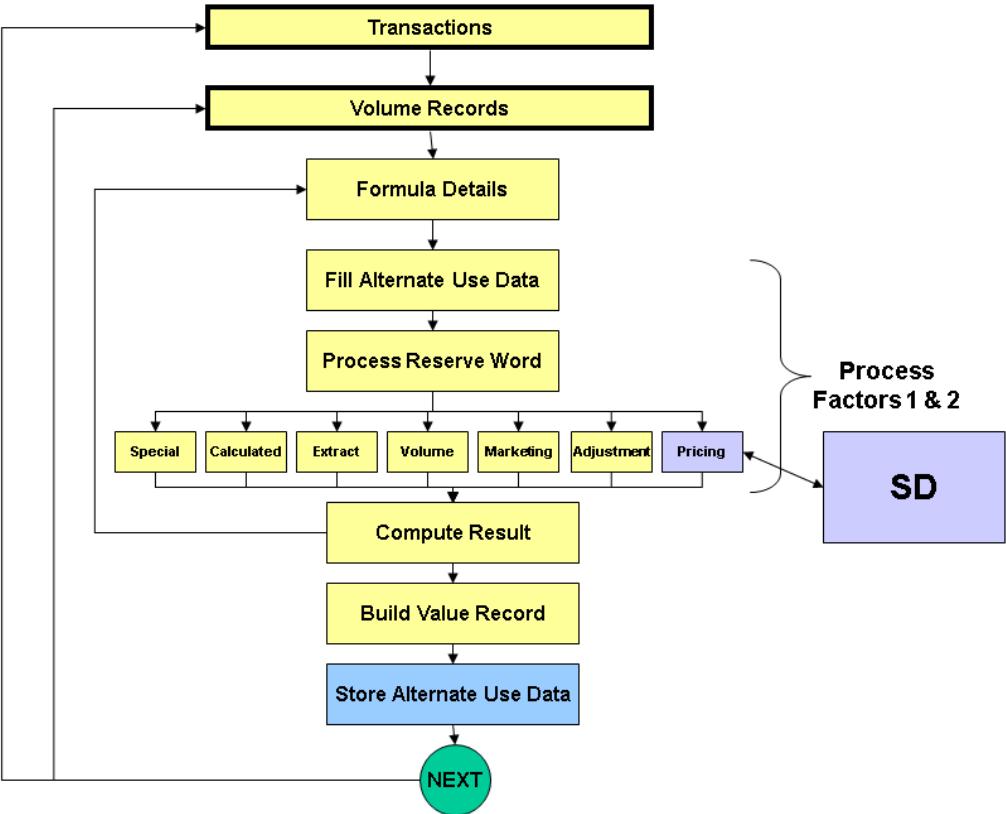 Transactions
Volume Records
Formula Details
Fill Alternate Use Data
Process Reserve Word
Process
Factors 1 & 2
Special
Calculated
Extract
Volume
Marketing
Adjustment
Pricing
SD
Compute Result
Build Value Record
Store Alternate Use Data
NEXT